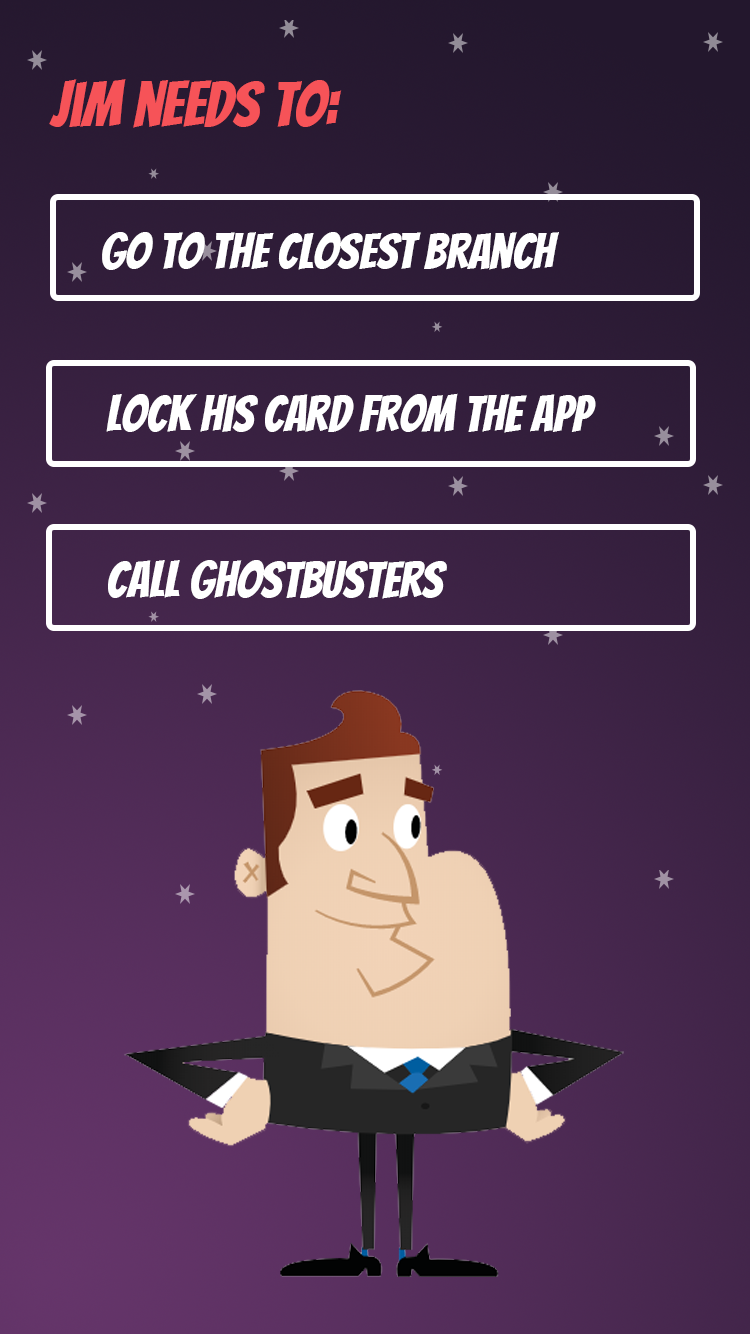 JIM NEEDS TO:
GO TO THE CLOSEST BRANCH
LOCK HIS CARD FROM THE APP
CALL GHOSTBUSTERS